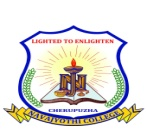 LIGHTED TO ENLIGHTEN
CHERUPUZHA
NAVAJYOTHI COLLEGE